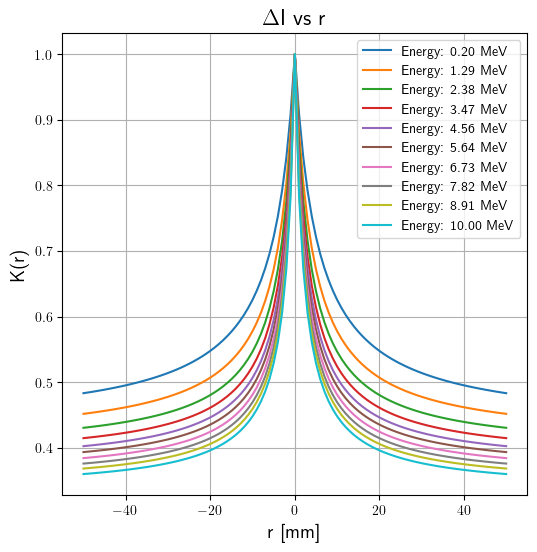 ΔI vs r
K(r)
1.0
0.9
0.8
0.7
0.6
0.5
0.4
Energy: 0.20 MeV
Energy: 1.29 MeV
Energy: 2.38 MeV
Energy: 3.47 MeV
Energy: 4.56 MeV
Energy: 5.64 MeV
Energy: 6.73 MeV
Energy: 7.82 MeV
Energy: 8.91 MeV
Energy: 10.00 MeV
−40 −20 0 20 40
r [mm]